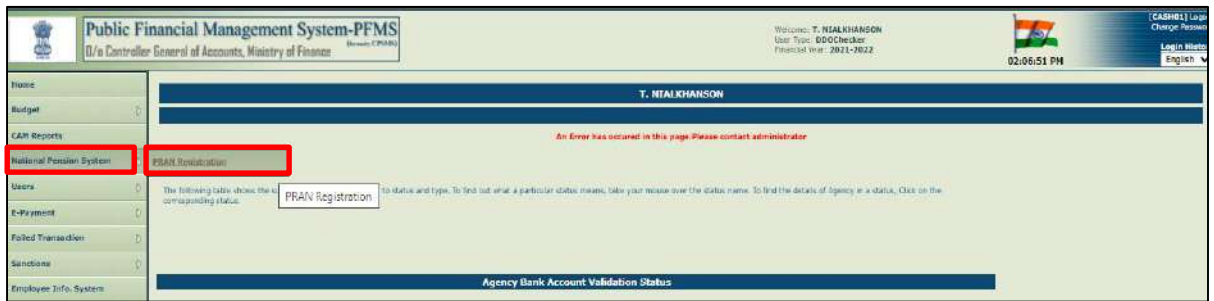 Public Financial Management System-PFMS
O/o Controller General of Accounts, Ministry of Finance
(formerly CPSMS)
Welcome: T. NIALKHANSON
User Type: DDOChecker
Financial Year: 2021-2022
02:06:51 PM
[CASH01] Logo
Change Passwo
Login Histo
English
Home
Budget
CAM Reports
National Pension System
Users
E-Payment
Failed Transaction
Sanctions
Employee Info. System
T. NIALKHANSON
An Error has occured in this page Please contact administrator
PRAN Registration
PRAN Registration
The following table shows the to status and type. To find out what a particular status means, take your mouse over the status name. To find the details of Agency in a status, Click on the
corresponding status.
Agency Bank Account Validation Status